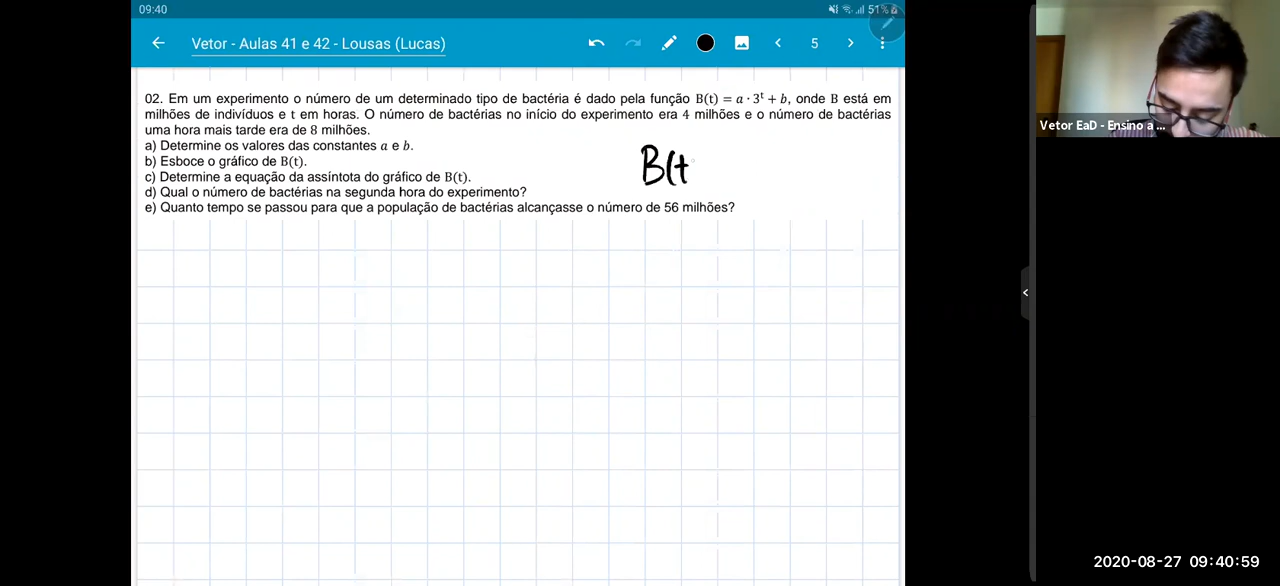 09:40
51%
Vetor - Aulas 41 e 42 - Lousas (Lucas)
5
02. Em um experimento o número de um determinado tipo de bactéria é dado pela função B(t) = a · 3ᵗ + b, onde B está em
milhões de indivíduos e t em horas. O número de bactérias no início do experimento era 4 milhões e o número de bactérias
uma hora mais tarde era de 8 milhões.
a) Determine os valores das constantes a e b.
b) Esboce o gráfico de B(t).
c) Determine a equação da assíntota do gráfico de B(t).
d) Qual o número de bactérias na segunda hora do experimento?
e) Quanto tempo se passou para que a população de bactérias alcançasse o número de 56 milhões?
B(t
Vetor EaD - Ensino a ...
<
2020-08-27 09:40:59